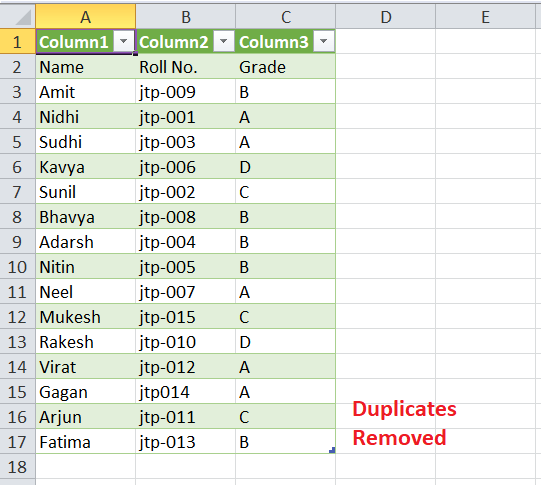 A B C D E
1 Column1 Column2 Column3
2 Name Roll No. Grade
3 Amit jtp-009 B
4 Nidhi jtp-001 A
5 Sudhi jtp-003 A
6 Kavya jtp-006 D
7 Sunil jtp-002 C
8 Bhavya jtp-008 B
9 Adarsh jtp-004 B
10 Nitin jtp-005 B
11 Neel jtp-007 A
12 Mukesh jtp-015 C
13 Rakesh jtp-010 D
14 Virat jtp-012 A
15 Gagan jtp014 A
16 Arjun jtp-011 C Duplicates
17 Fatima jtp-013 B Removed
18